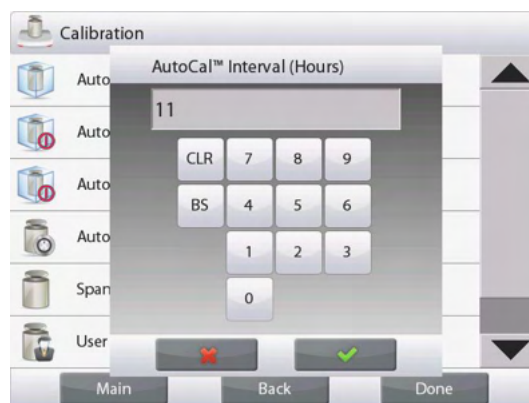 Calibration
AutoCal™ Interval (Hours)
11
Auto
Auto
Auto
Auto
Span
User
CLR 7 8 9
BS 4 5 6
1 2 3
0
Main Back Done